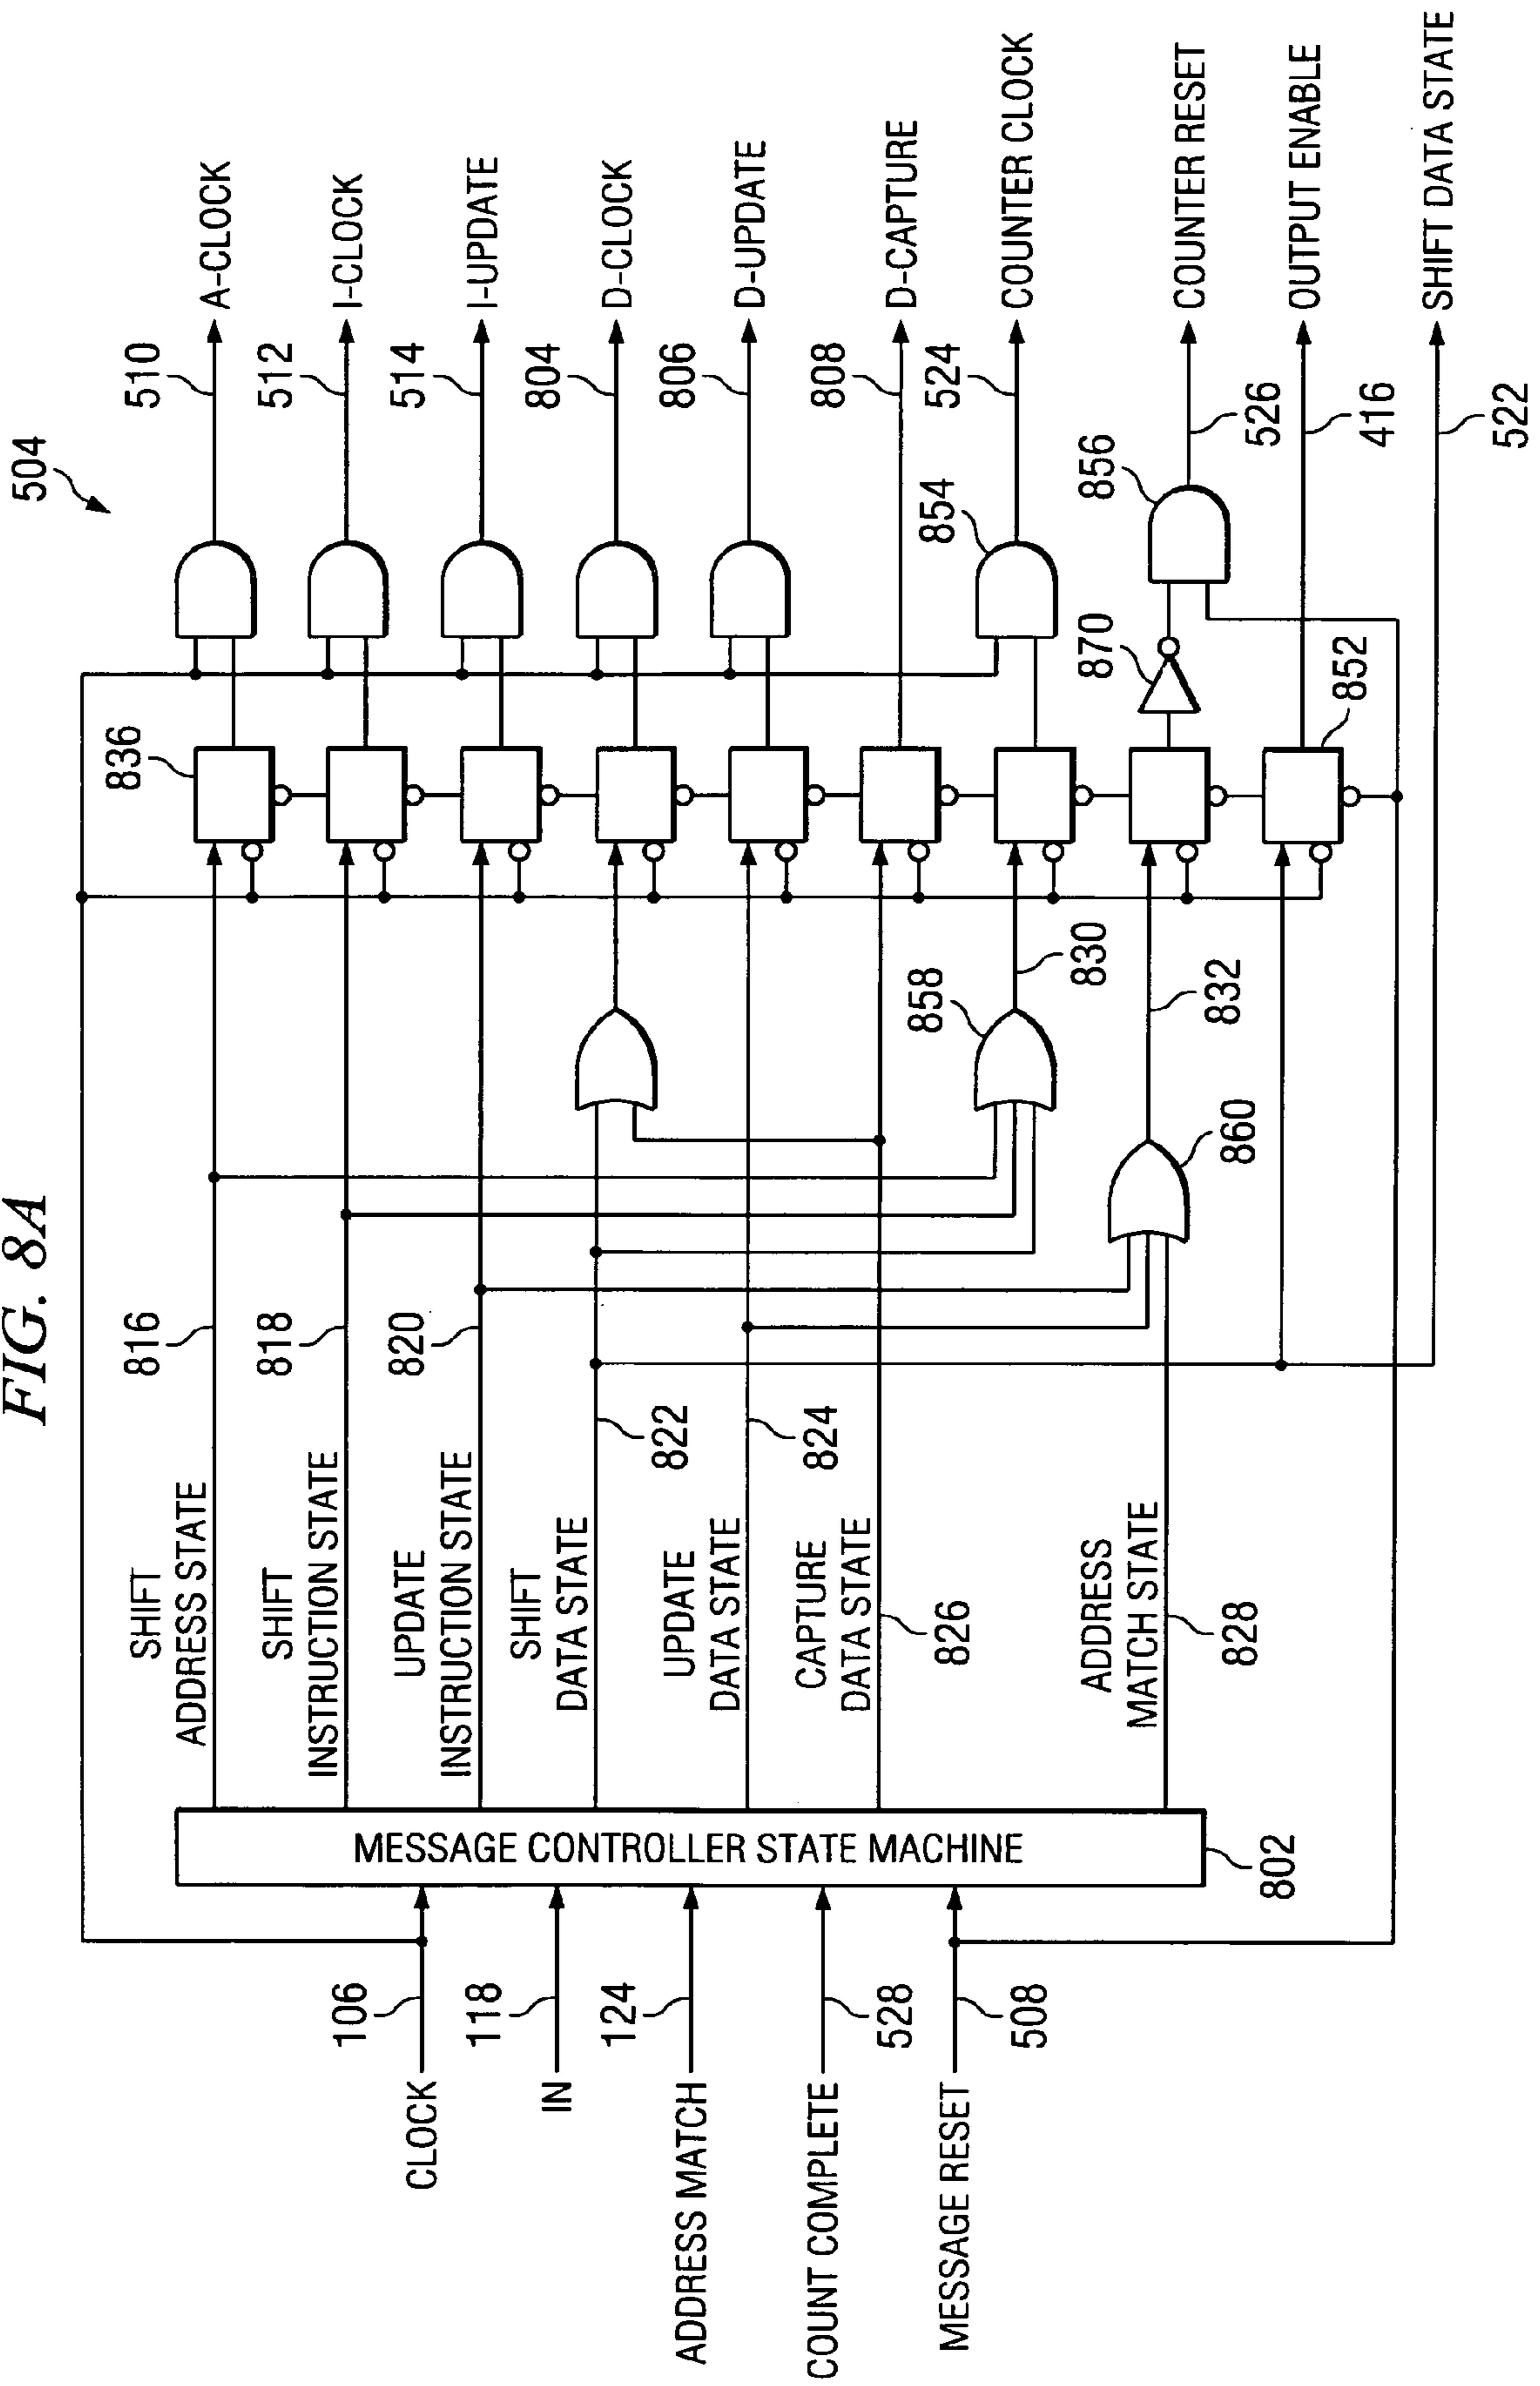 FIG. 8A
504
CLOCK
106
IN
118
ADDRESS MATCH
124
COUNT COMPLETE
528
MESSAGE RESET
508
MESSAGE CONTROLLER STATE MACHINE
802
SHIFT
ADDRESS STATE
816
SHIFT
INSTRUCTION STATE
818
UPDATE
INSTRUCTION STATE
820
SHIFT
DATA STATE
822
UPDATE
DATA STATE
824
CAPTURE
DATA STATE
826
ADDRESS
MATCH STATE
828
858
830
860
832
836
852
870
854
856
510
A-CLOCK
512
I-CLOCK
514
I-UPDATE
804
D-CLOCK
806
D-UPDATE
808
D-CAPTURE
524
COUNTER CLOCK
526
COUNTER RESET
416
OUTPUT ENABLE
522
SHIFT DATA STATE